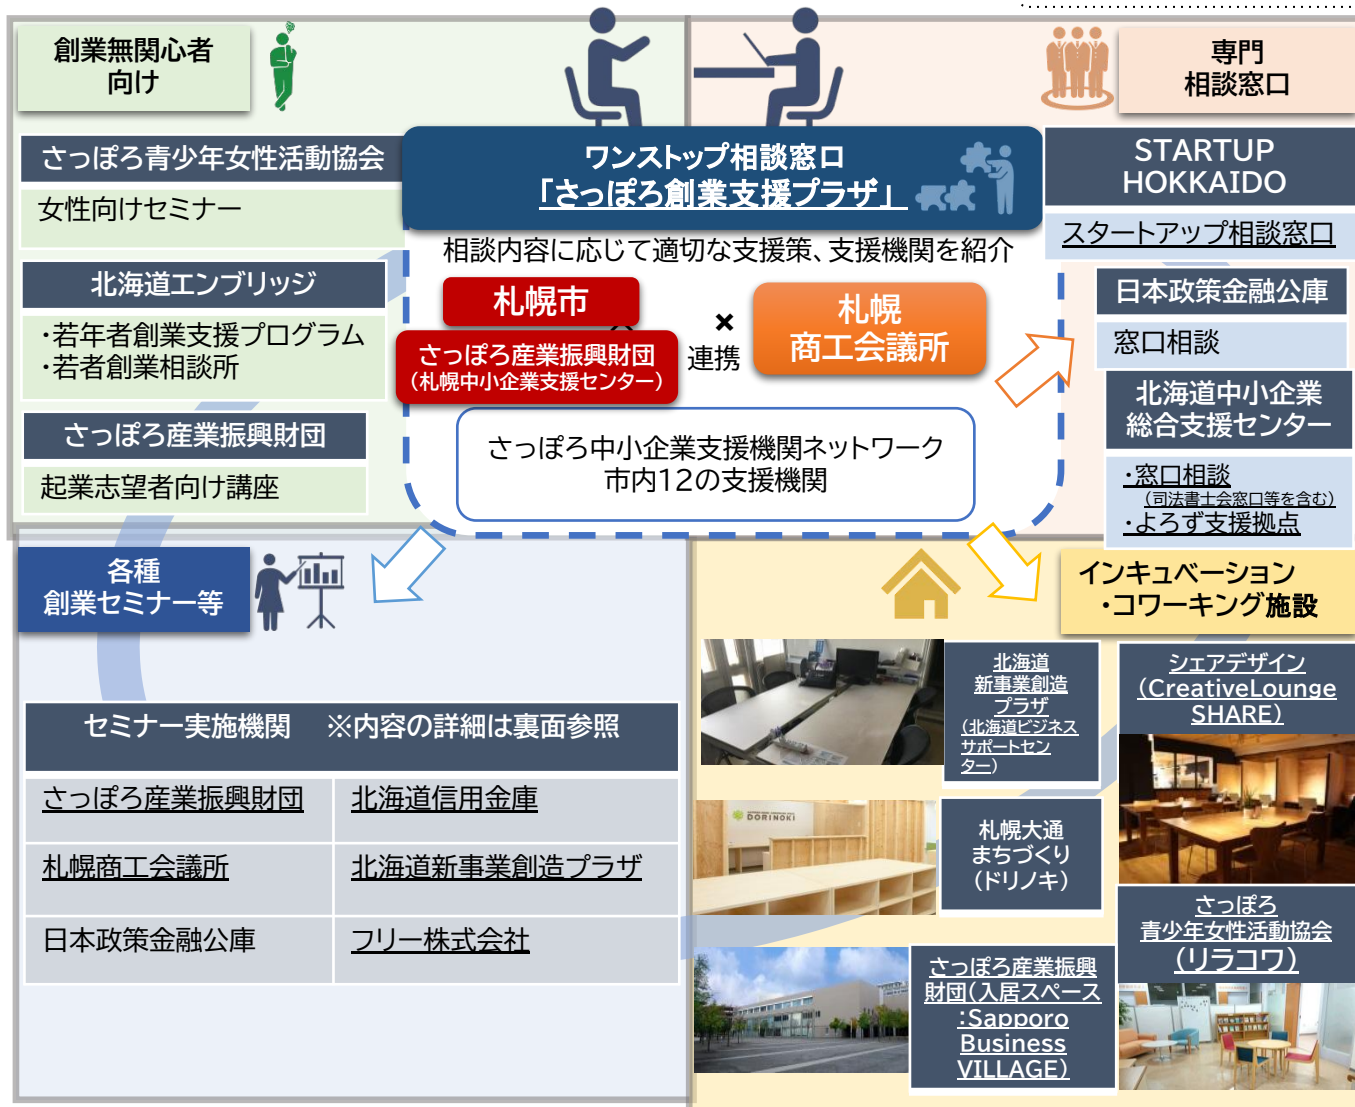 創業無関心者
向け
さっぽろ青少年女性活動協会
女性向けセミナー
北海道エンブリッジ
・若年者創業支援プログラム
・若者創業相談所
さっぽろ産業振興財団
起業志望者向け講座
ワンストップ相談窓口
「さっぽろ創業支援プラザ」
相談内容に応じて適切な支援策、支援機関を紹介
札幌市
さっぽろ産業振興財団
（札幌中小企業支援センター）
×
連携
札幌
商工会議所
さっぽろ中小企業支援機関ネットワーク
市内12の支援機関
専門
相談窓口
STARTUP
HOKKAIDO
スタートアップ相談窓口
日本政策金融公庫
窓口相談
北海道中小企業
総合支援センター
・窓口相談
（司法書士会窓口等を含む）
・よろず支援拠点
各種
創業セミナー等
セミナー実施機関　※内容の詳細は裏面参照
さっぽろ産業振興財団
北海道信用金庫
札幌商工会議所
北海道新事業創造プラザ
日本政策金融公庫
フリー株式会社
インキュベーション
・コワーキング施設
北海道
新事業創造
プラザ
（北海道ビジネス
サポートセン
ター）
シェアデザイン
（CreativeLounge
SHARE）
DORINOKI
札幌大通
まちづくり
（ドリノキ）
さっぽろ
青少年女性活動協会
（リラコワ）
さっぽろ産業振興
財団（入居スペース
：Sapporo
Business
VILLAGE）